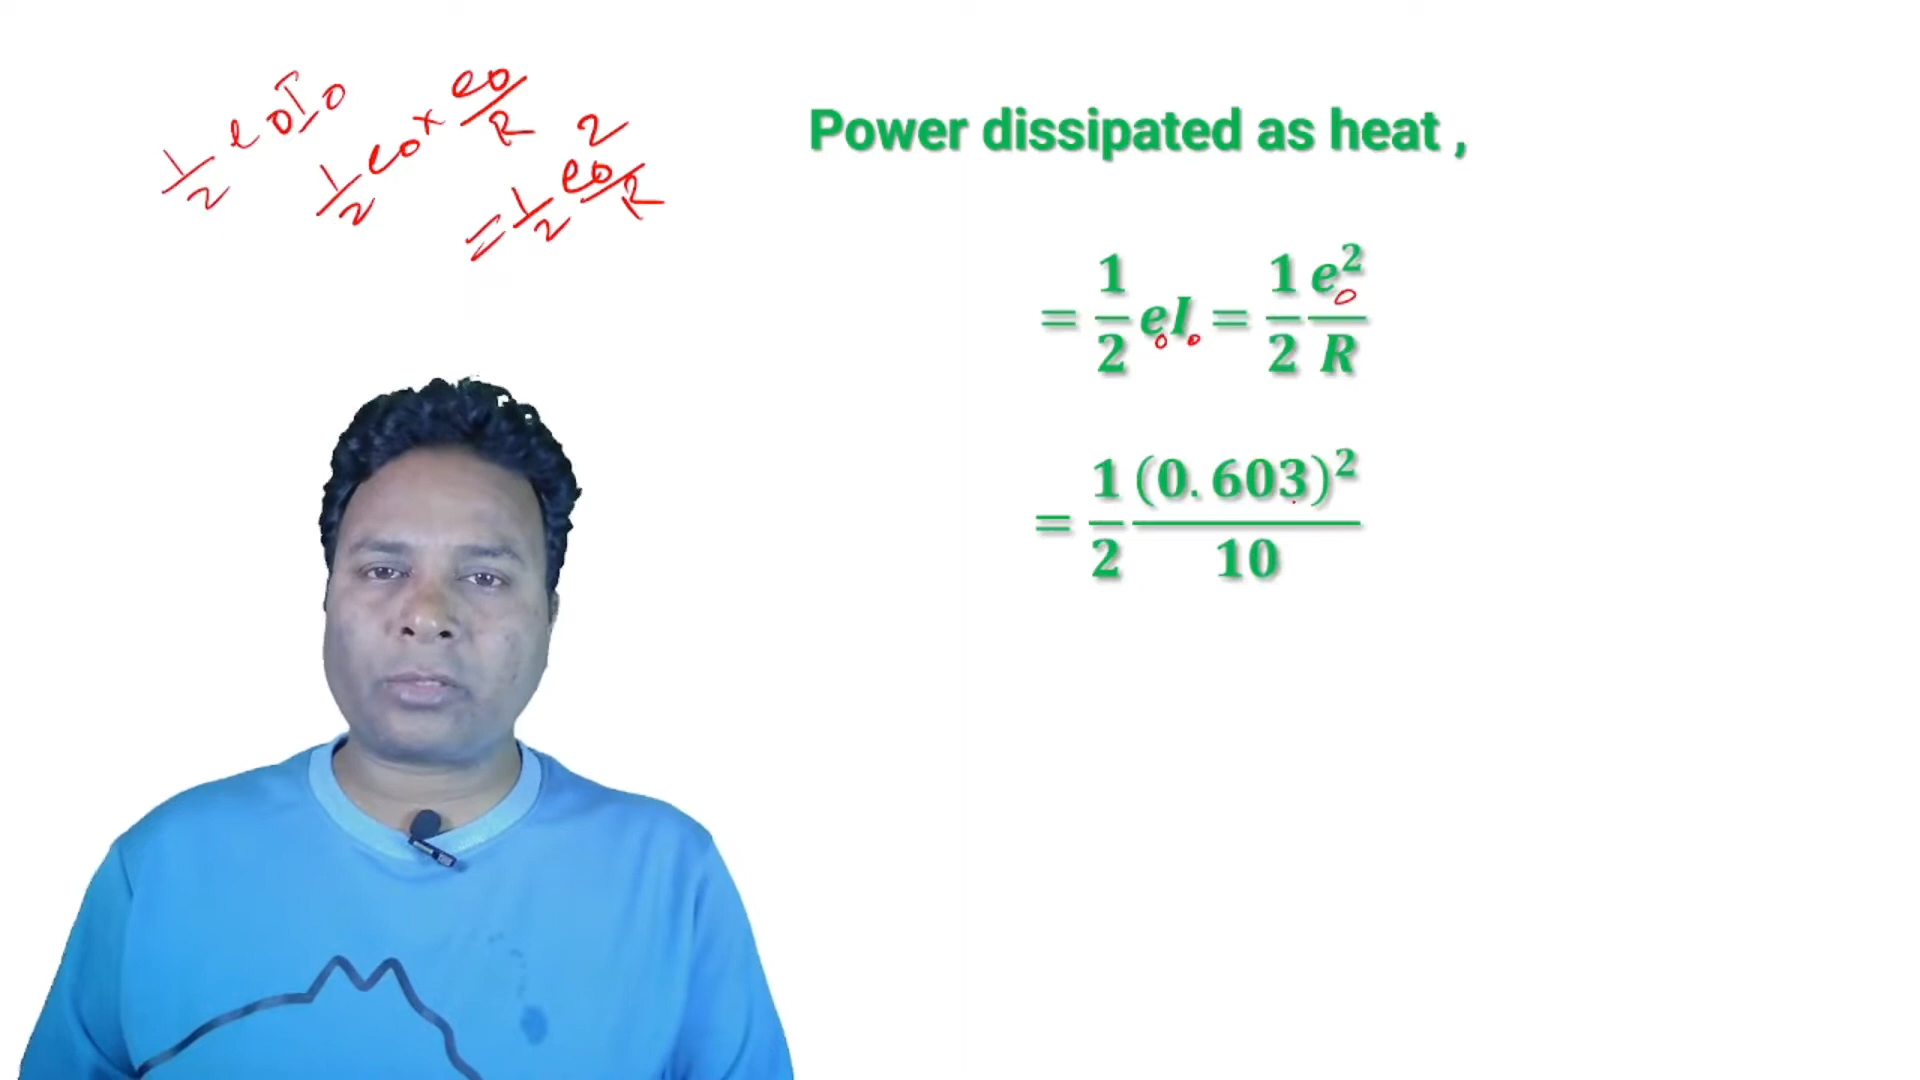 ½ e0I0
½ e0 × e0/R
= ½ e0²/R
Power dissipated as heat ,
= ½ e₀I₀ = ½ e₀²/R
= ½ (0.603)²/10